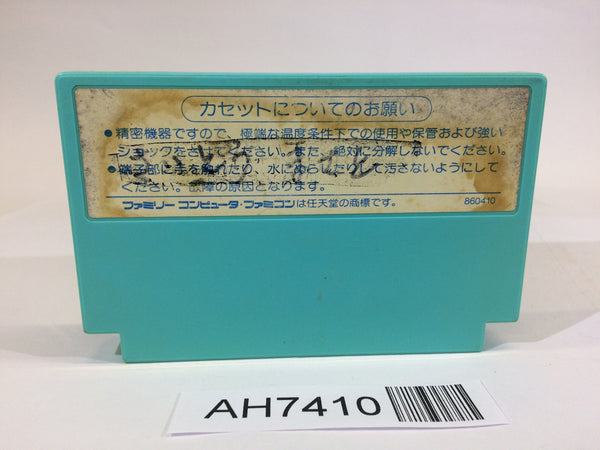 カセットについてのお願い
●精密機器ですので、極端な温度条件下での使用や保管および強い
ショックをさけてください。また、絶対に分解しないでください。
●端子部に手を触れたり、水にぬらしたりして汚さないようにして
ください。故障の原因となります。
ファミリーコンピュータ・ファミコンは任天堂の商標です。
860410
AH7410